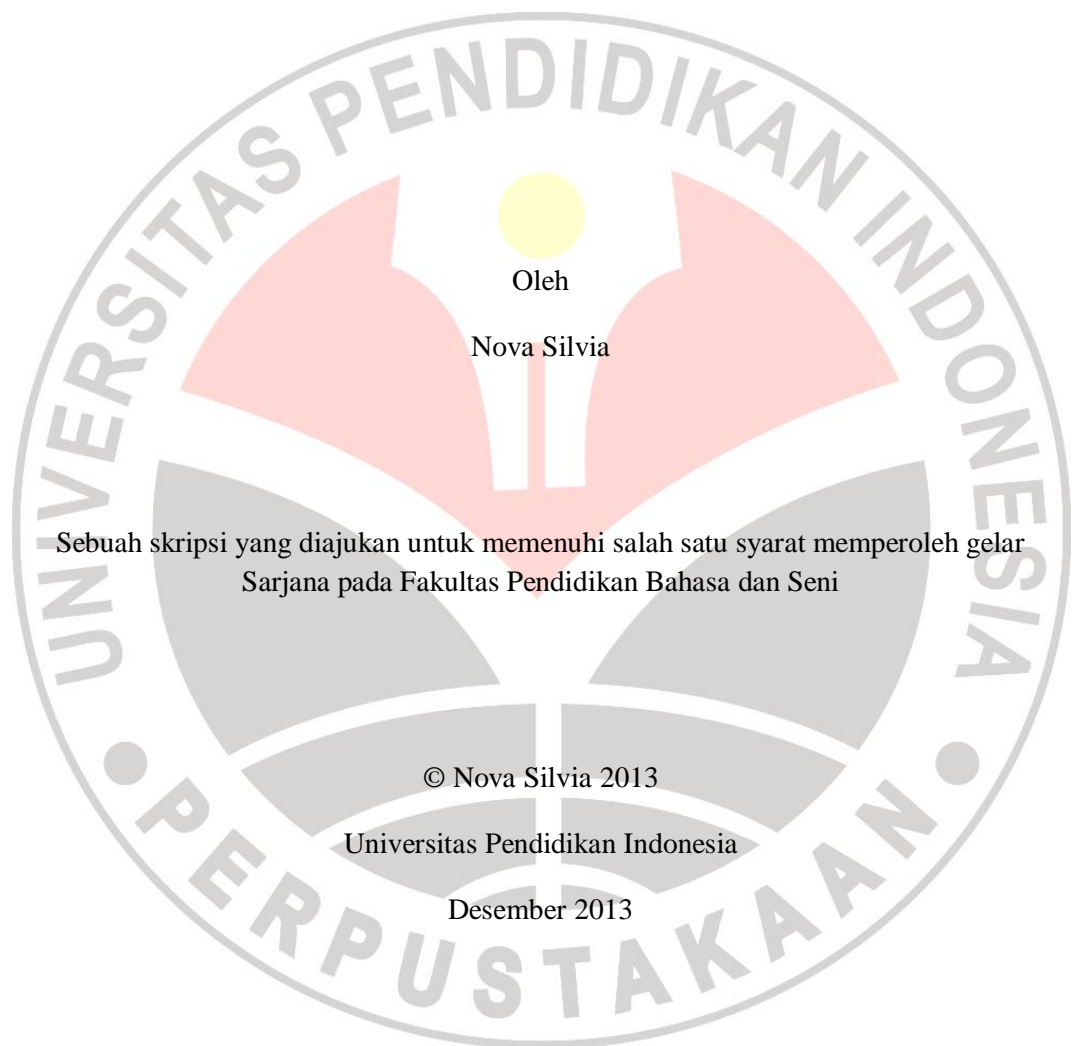 UNIVERSITAS PENDIDIKAN INDONESIA
Oleh
Nova Silvia
Sebuah skripsi yang diajukan untuk memenuhi salah satu syarat memperoleh gelar
Sarjana pada Fakultas Pendidikan Bahasa dan Seni
© Nova Silvia 2013
Universitas Pendidikan Indonesia
Desember 2013
PERPUSTAKAAN